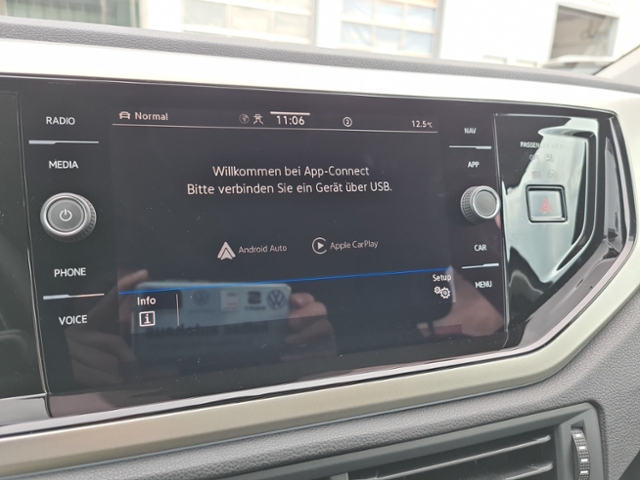 RADIO
MEDIA
PHONE
VOICE
Normal
11:06
2
12.5°C
Willkommen bei App-Connect
Bitte verbinden Sie ein Gerät über USB.
Android Auto
Apple CarPlay
Info
i
Setup
NAV
APP
CAR
MENU